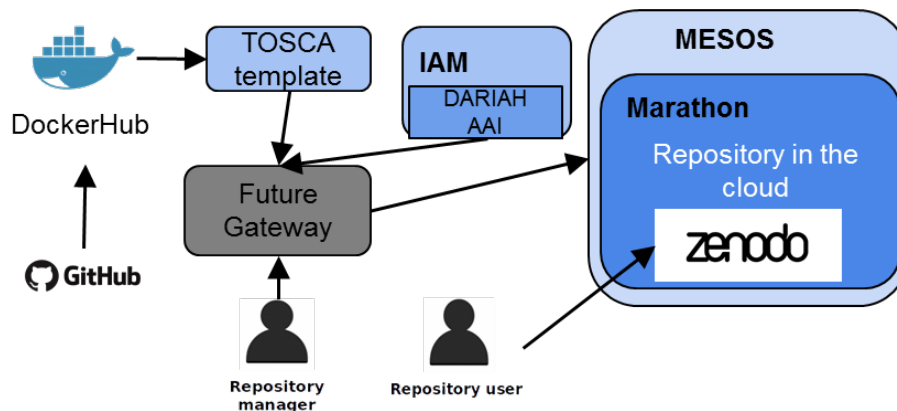 TOSCA
template
DockerHub
GitHub
IAM
DARIAH
AAI
Future
Gateway
MESOS
Marathon
Repository in the
cloud
zenodo
Repository
manager
Repository user